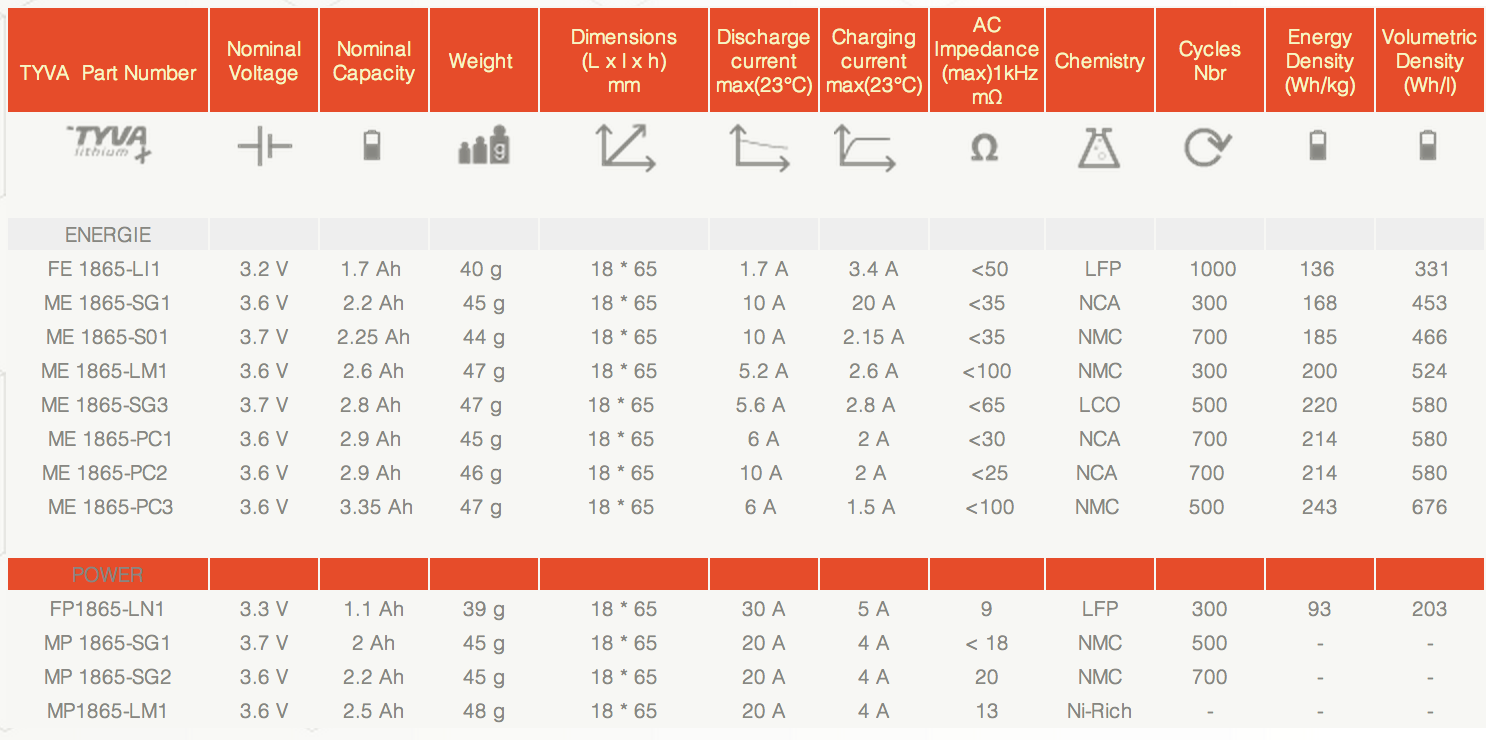 TYVA Part Number | Nominal Voltage | Nominal Capacity | Weight | Dimensions (L x l x h) mm | Discharge current max(23°C) | Charging current max(23°C) | AC Impedance (max)1kHz mΩ | Chemistry | Cycles Nbr | Energy Density (Wh/kg) | Volumetric Density (Wh/l)
TYVA lithium + | g | Ω
ENERGIE
FE 1865-LI1 | 3.2 V | 1.7 Ah | 40 g | 18 * 65 | 1.7 A | 3.4 A | <50 | LFP | 1000 | 136 | 331
ME 1865-SG1 | 3.6 V | 2.2 Ah | 45 g | 18 * 65 | 10 A | 20 A | <35 | NCA | 300 | 168 | 453
ME 1865-S01 | 3.7 V | 2.25 Ah | 44 g | 18 * 65 | 10 A | 2.15 A | <35 | NMC | 700 | 185 | 466
ME 1865-LM1 | 3.6 V | 2.6 Ah | 47 g | 18 * 65 | 5.2 A | 2.6 A | <100 | NMC | 300 | 200 | 524
ME 1865-SG3 | 3.7 V | 2.8 Ah | 47 g | 18 * 65 | 5.6 A | 2.8 A | <65 | LCO | 500 | 220 | 580
ME 1865-PC1 | 3.6 V | 2.9 Ah | 45 g | 18 * 65 | 6 A | 2 A | <30 | NCA | 700 | 214 | 580
ME 1865-PC2 | 3.6 V | 2.9 Ah | 46 g | 18 * 65 | 10 A | 2 A | <25 | NCA | 700 | 214 | 580
ME 1865-PC3 | 3.6 V | 3.35 Ah | 47 g | 18 * 65 | 6 A | 1.5 A | <100 | NMC | 500 | 243 | 676
POWER
FP1865-LN1 | 3.3 V | 1.1 Ah | 39 g | 18 * 65 | 30 A | 5 A | 9 | LFP | 300 | 93 | 203
MP 1865-SG1 | 3.7 V | 2 Ah | 45 g | 18 * 65 | 20 A | 4 A | < 18 | NMC | 500 | - | -
MP 1865-SG2 | 3.6 V | 2.2 Ah | 45 g | 18 * 65 | 20 A | 4 A | 20 | NMC | 700 | - | -
MP1865-LM1 | 3.6 V | 2.5 Ah | 48 g | 18 * 65 | 20 A | 4 A | 13 | Ni-Rich | - | - | -